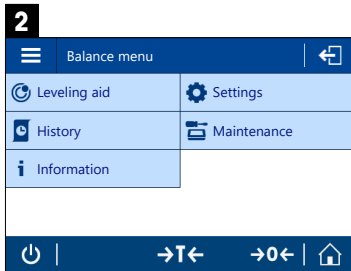 2
Balance menu
Leveling aid
Settings
History
Maintenance
Information
→T← →0←